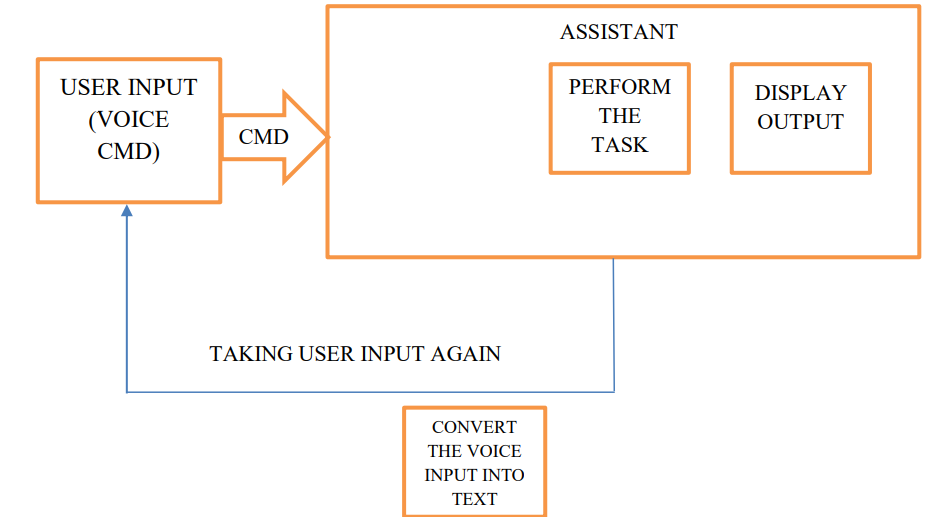 ASSISTANT
USER INPUT
(VOICE
CMD)
CMD
PERFORM
THE
TASK
DISPLAY
OUTPUT
TAKING USER INPUT AGAIN
CONVERT
THE VOICE
INPUT INTO
TEXT